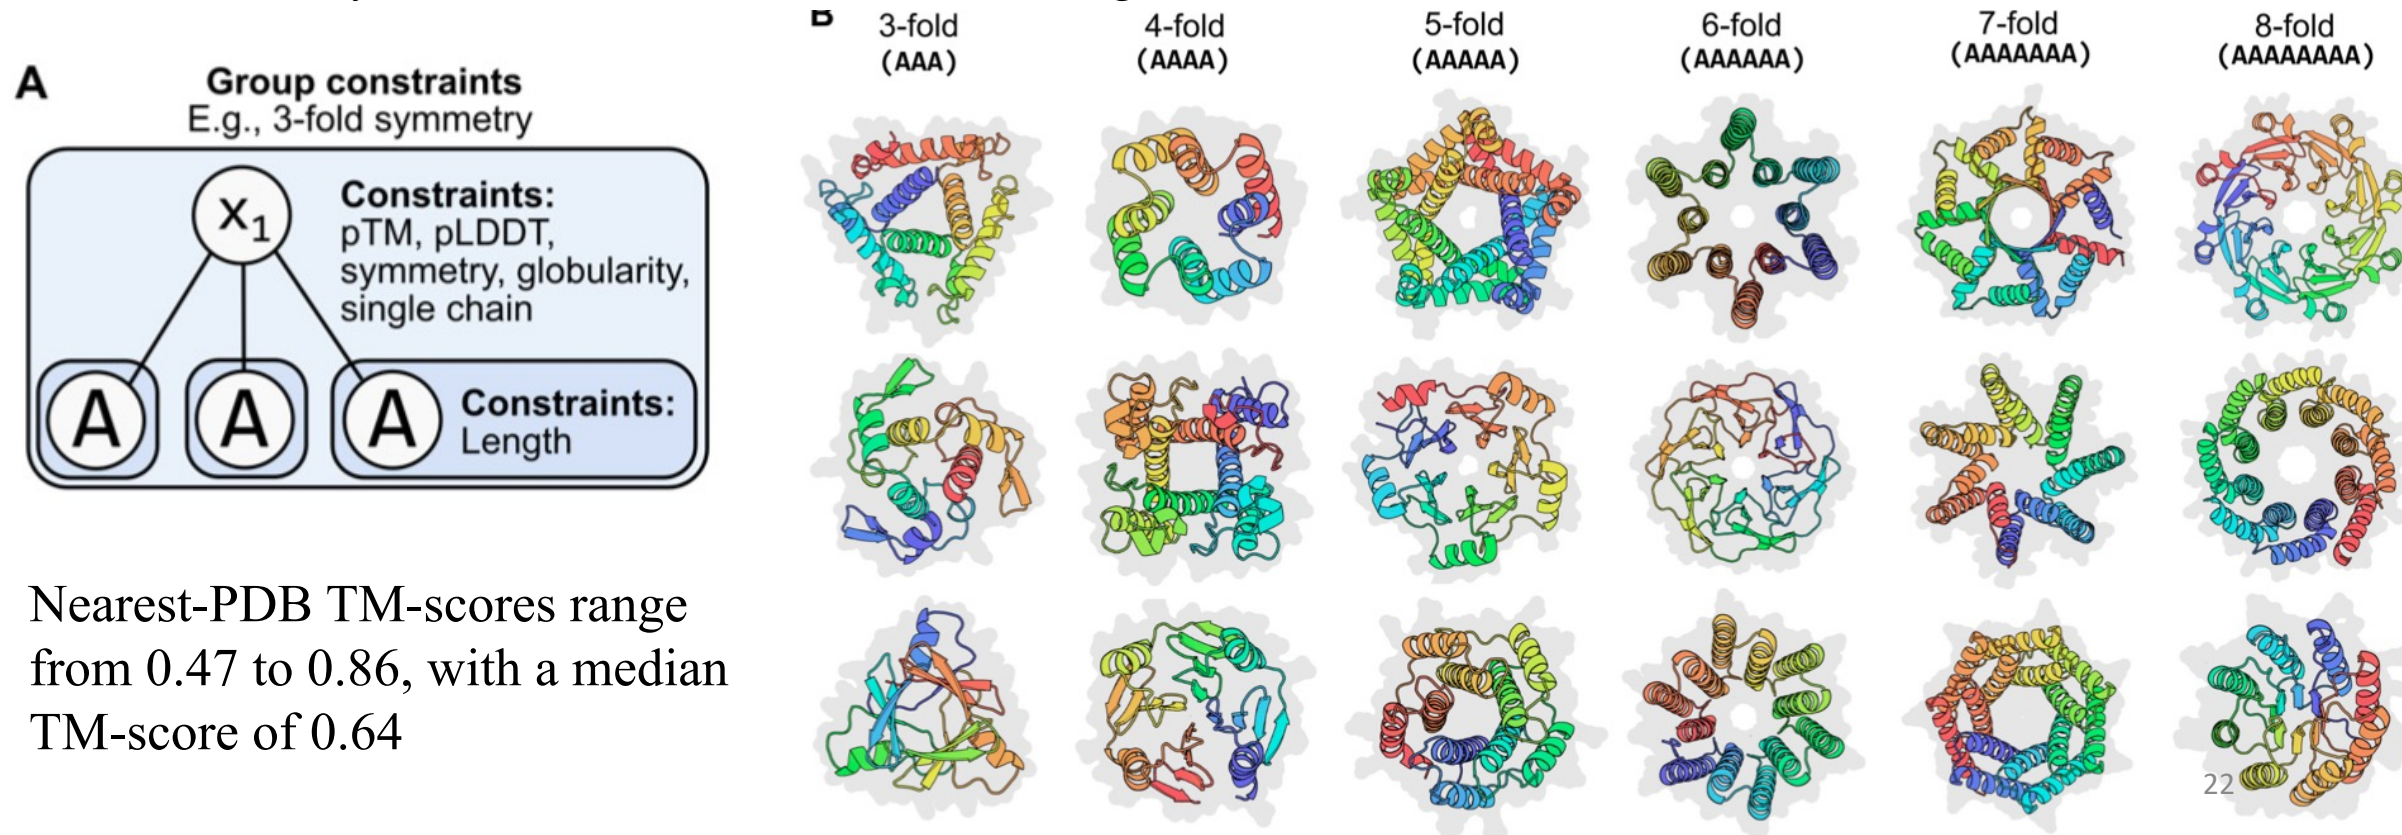 A
Group constraints
E.g., 3-fold symmetry
x1
Constraints:
pTM, pLDDT,
symmetry, globularity,
single chain
A
A
A
Constraints:
Length
Nearest-PDB TM-scores range
from 0.47 to 0.86, with a median
TM-score of 0.64
B
3-fold
(AAA)
4-fold
(AAAA)
5-fold
(AAAAA)
6-fold
(AAAAAA)
7-fold
(AAAAAAA)
8-fold
(AAAAAAAA)
22